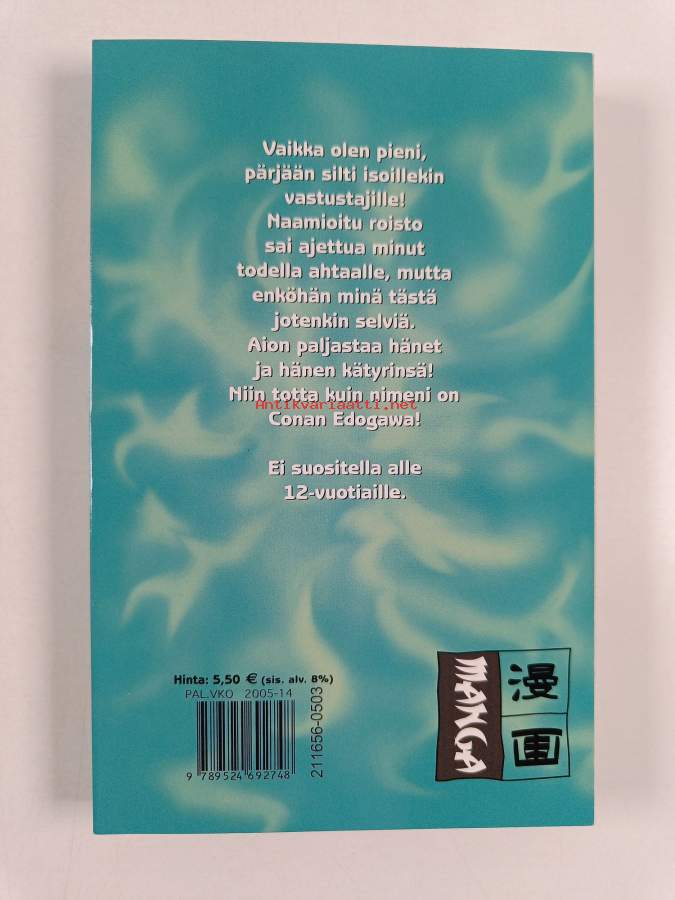 Vaikka olen pieni,
pärjään silti isoillekin
vastustajille!
Naamioitu roisto
sai ajettua minut
todella ahtaalle, mutta
enköhän minä tästä
jotenkin selviä.
Aion paljastaa hänet
ja hänen kätyrinsä!
Niin totta kuin nimeni on
Antikvariaatti.net
Conan Edogawa!
Ei suositella alle
12-vuotiaille.
Hinta: 5,50 € (sis. alv. 8%)
PAL.VKO 2005-14
9 789524 692748
211656-0503
MANGA
漫画